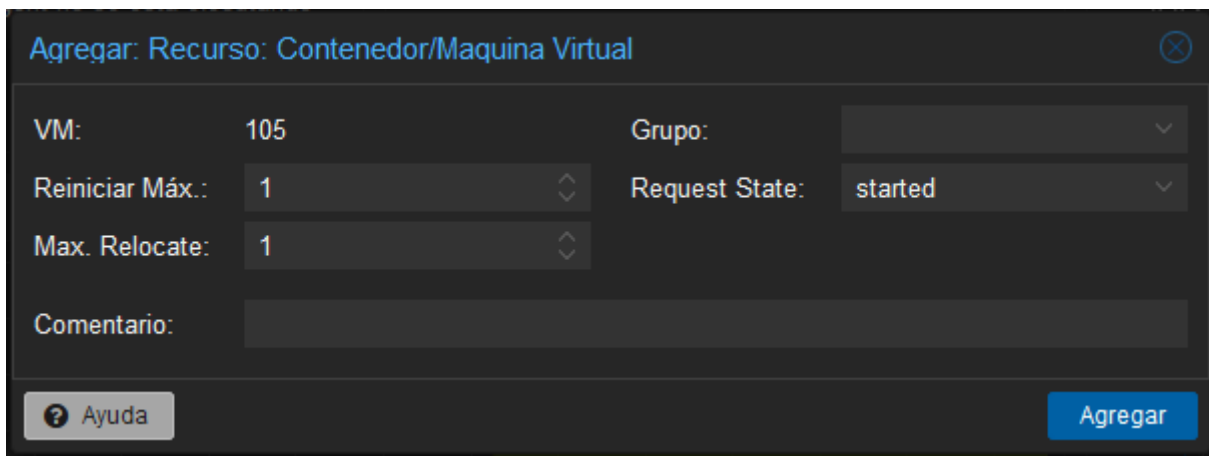 Agregar: Recurso: Contenedor/Maquina Virtual
VM: 105 Grupo:
Reiniciar Máx.: 1 Request State: started
Max. Relocate: 1
Comentario:
Ayuda Agregar